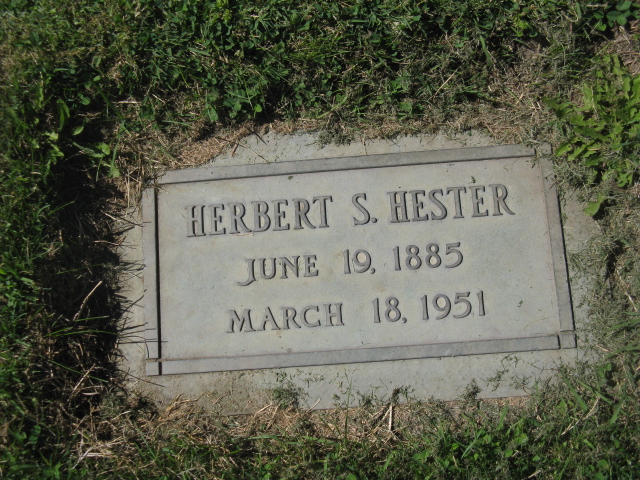 HERBERT S. HESTER
JUNE 19, 1885
MARCH 18, 1951